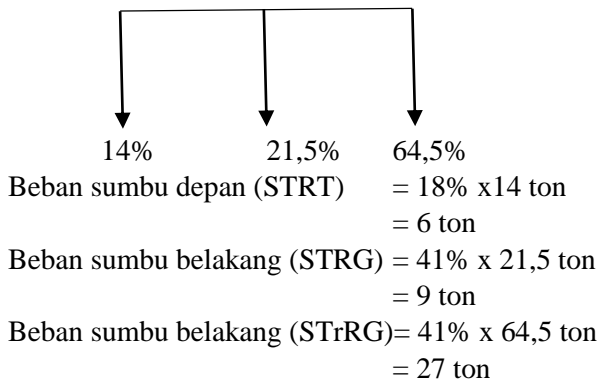 14% 21,5% 64,5%
Beban sumbu depan (STRT) = 18% x14 ton
= 6 ton
Beban sumbu belakang (STRG) = 41% x 21,5 ton
= 9 ton
Beban sumbu belakang (STrRG)= 41% x 64,5 ton
= 27 ton